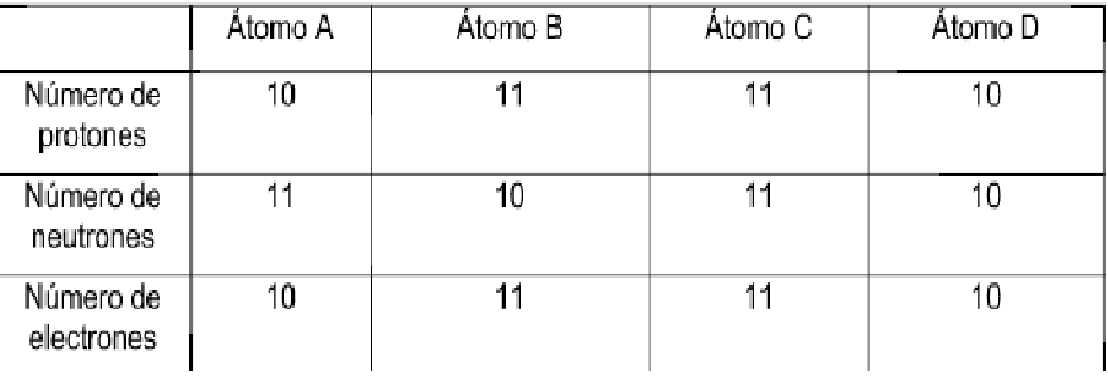 Átomo A Átomo B Átomo C Átomo D
Número de protones 10 11 11 10
Número de neutrones 11 10 11 10
Número de electrones 10 11 11 10